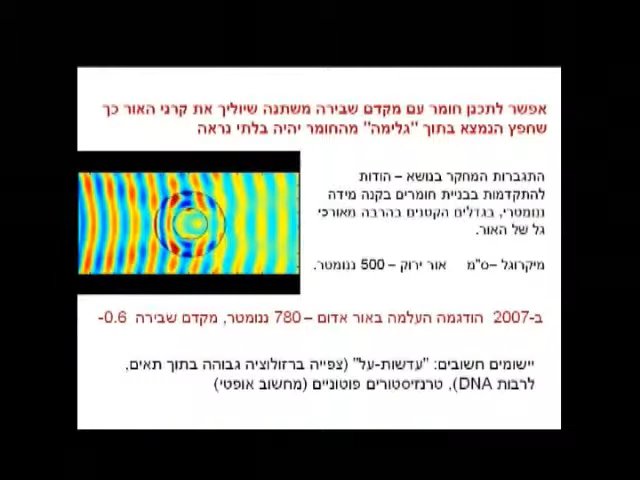 אפשר לתכנן חומר עם מקדם שבירה משתנה שיוליך את קרני האור כך
שחפץ הנמצא בתוך "גלימה" מהחומר יהיה בלתי נראה
התגברות המחקר בנושא – הודות
להתקדמות בבניית חומרים בקנה מידה
ננומטרי, בגדלים הקטנים בהרבה מאורכי
גל של האור.
מיקרוגל –ס"מ אור ירוק – 500 ננומטר.
ב-2007 הודגמה העלמה באור אדום – 780 ננומטר, מקדם שבירה 0.6-
יישומים חשובים: "עדשות-על" (צפייה ברזולוציה גבוהה בתוך תאים,
לרבות DNA), טרנזיסטורים פוטוניים (מחשוב אופטי)